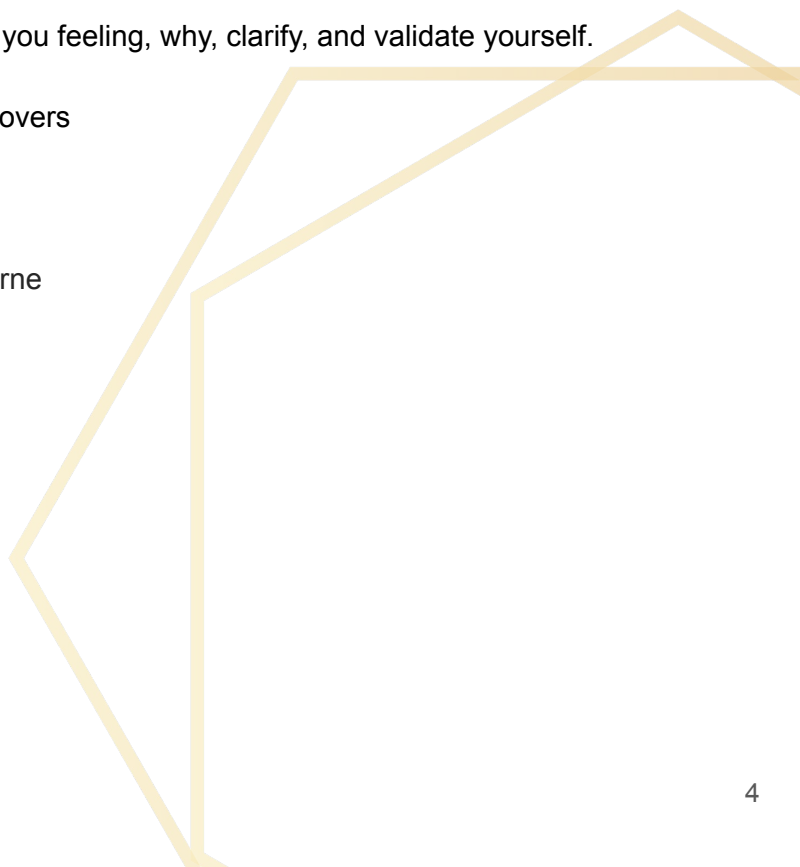 you feeling, why, clarify, and validate yourself.
overs
rne
4